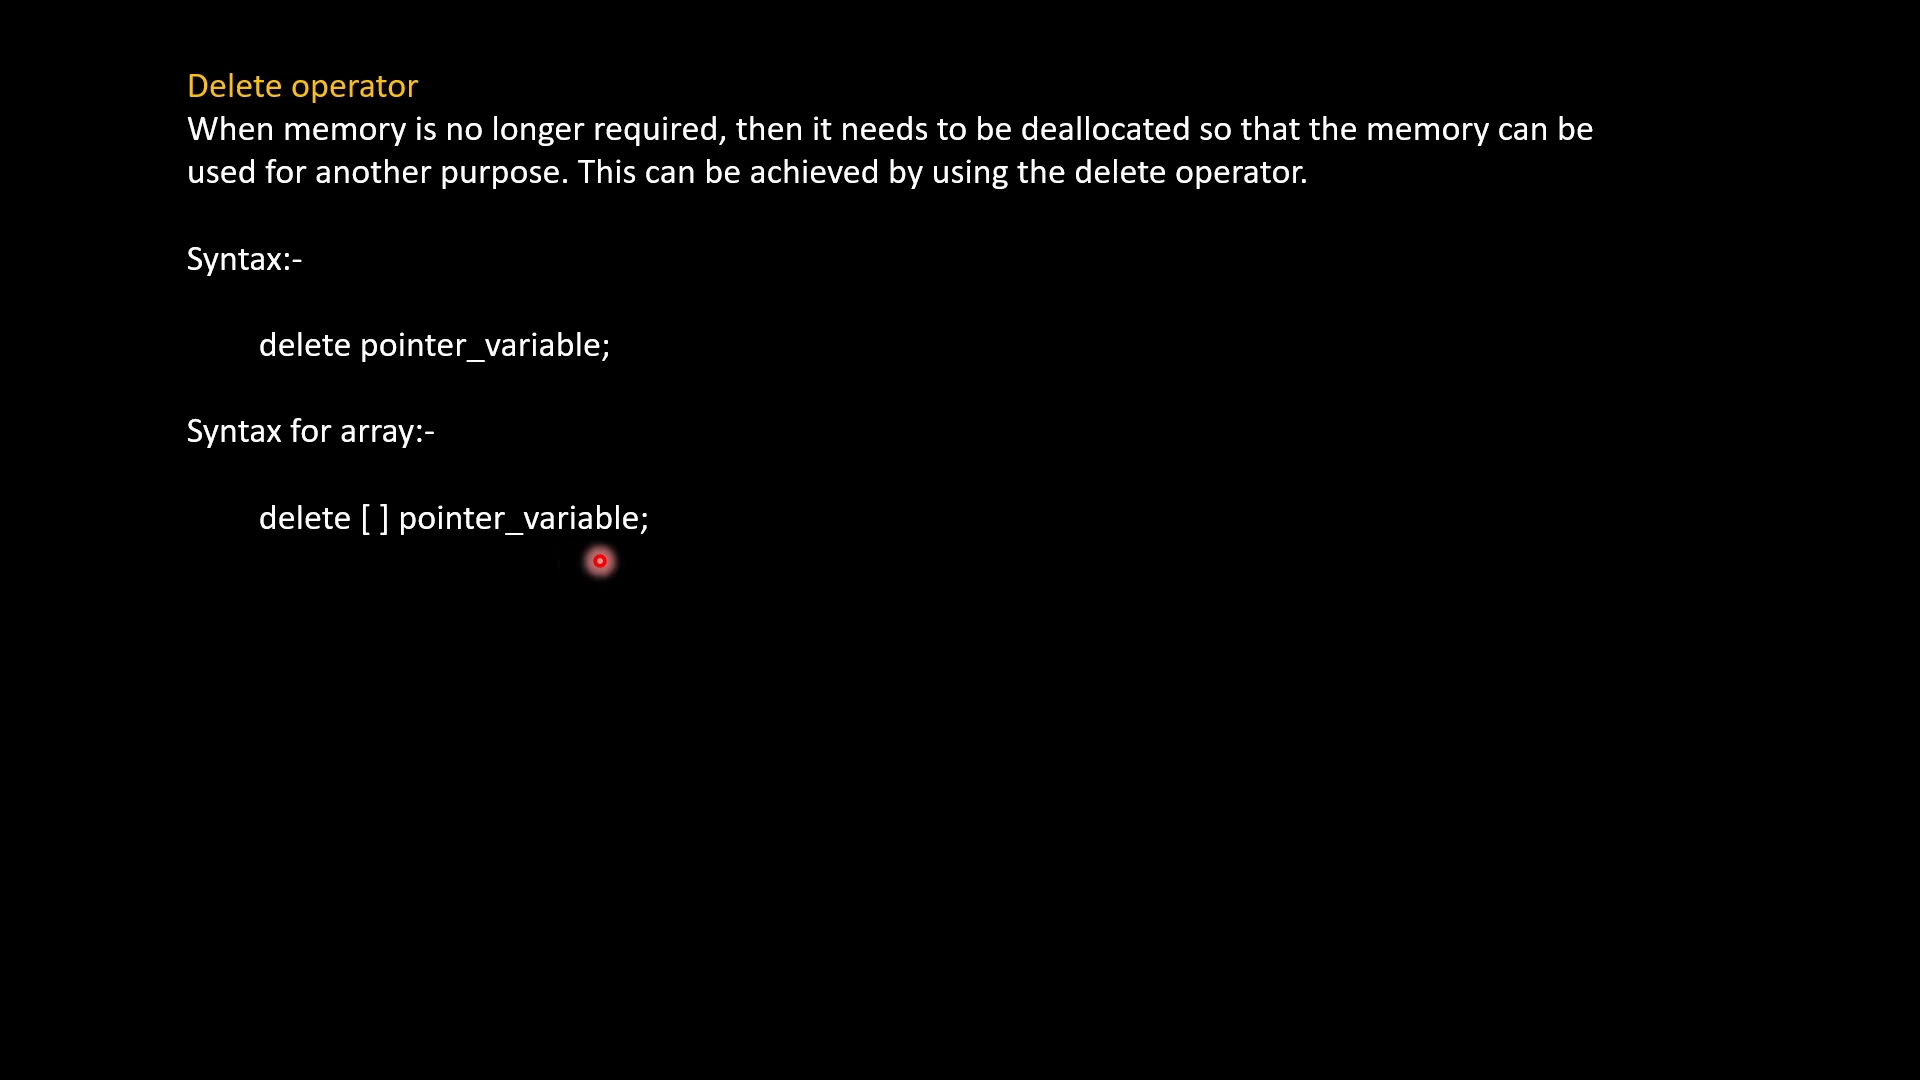 Delete operator
When memory is no longer required, then it needs to be deallocated so that the memory can be
used for another purpose. This can be achieved by using the delete operator.
Syntax:-
delete pointer_variable;
Syntax for array:-
delete [ ] pointer_variable;